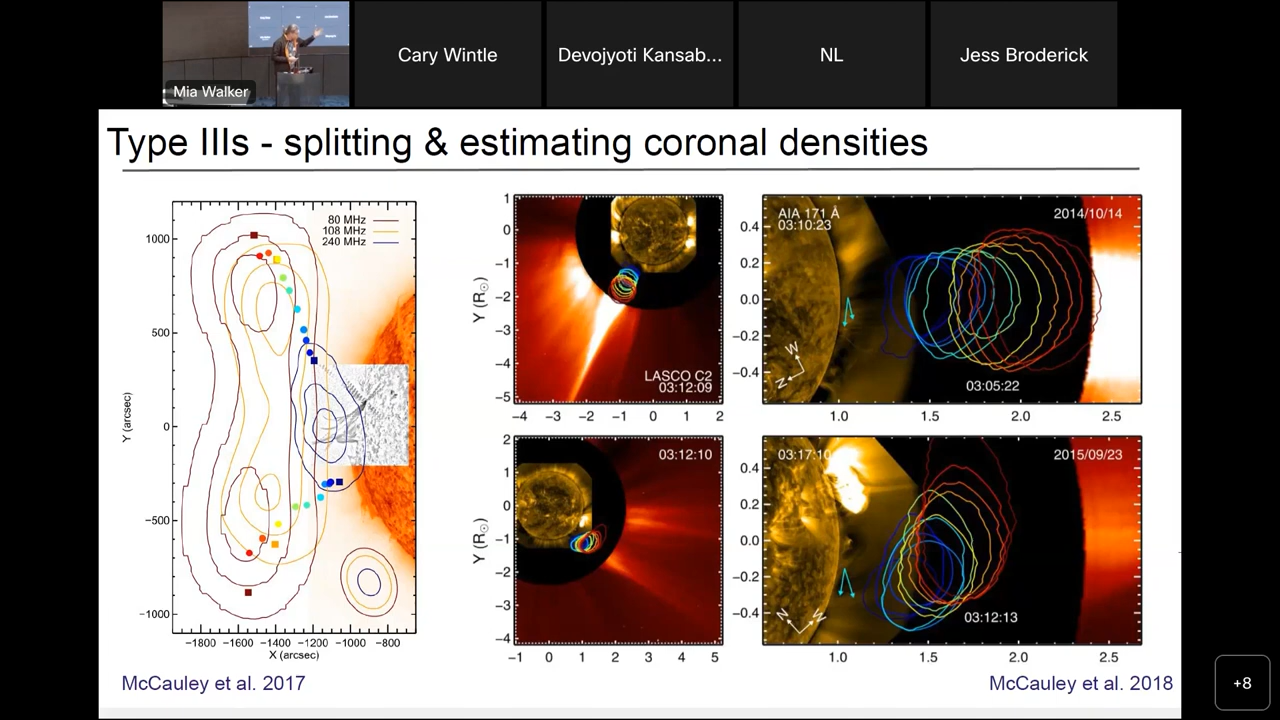 Mia Walker
Cary Wintle
Devojyoti Kansab...
NL
Jess Broderick
Type IIIs - splitting & estimating coronal densities
80 MHz
108 MHz
240 MHz
1000
500
0
−500
−1000
Y (arcsec)
−1800 −1600 −1400 −1200 −1000 −800
X (arcsec)
McCauley et al. 2017
1
0
−1
−2
−3
−4
−5
Y (R☉)
LASCO C2
03:12:09
−4 −3 −2 −1 0 1 2
AIA 171 Å
03:10:23
2014/10/14
0.4
0.2
0.0
−0.2
−0.4
W
N
03:05:22
1.0 1.5 2.0 2.5
2
1
0
−1
−2
−3
−4
Y (R☉)
03:12:10
−1 0 1 2 3 4 5
03:17:10
2015/09/23
0.4
0.2
0.0
−0.2
−0.4
N
W
03:12:13
1.0 1.5 2.0 2.5
McCauley et al. 2018
+8